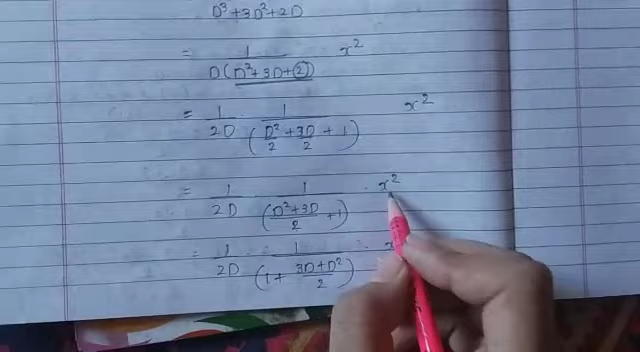 D³+3D²+2D
= 1/D(D²+3D+2) x²
= 1/2D · 1/(D²/2 + 3D/2 + 1) x²
= 1/2D · 1/((D²+3D)/2 + 1) · x²
= 1/2D · 1/(1 + (3D+D²)/2) ·